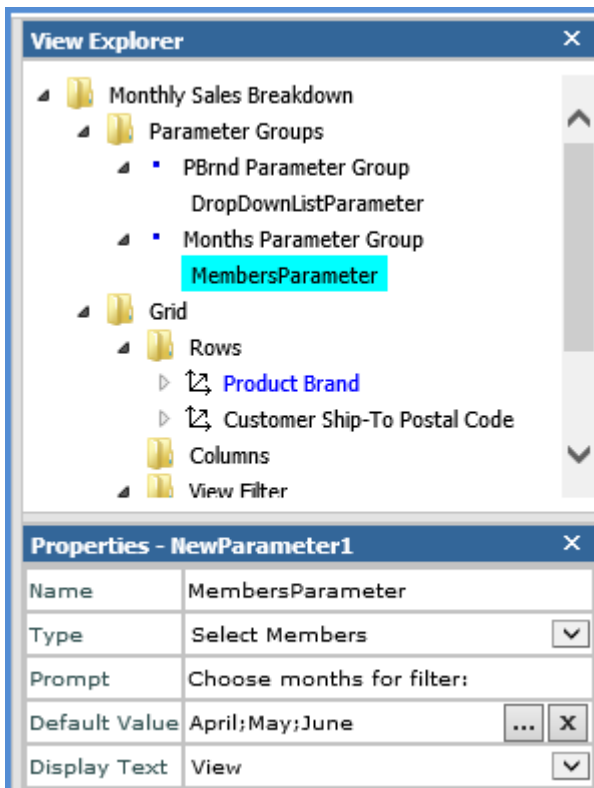 View Explorer
Monthly Sales Breakdown
Parameter Groups
PBrnd Parameter Group
DropDownListParameter
Months Parameter Group
MembersParameter
Grid
Rows
Product Brand
Customer Ship-To Postal Code
Columns
View Filter
Properties - NewParameter1
Name MembersParameter
Type Select Members
Prompt Choose months for filter:
Default Value April;May;June ... x
Display Text View